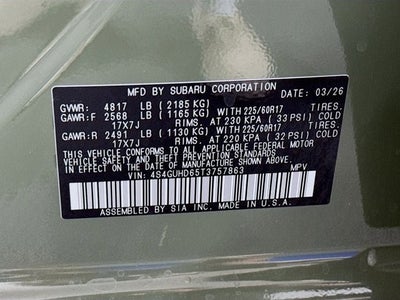 MFD BY SUBARU CORPORATION DATE: 03/26
GVWR: 4817 LB (2185 KG)
GAWR:F 2568 LB (1165 KG) WITH 225/60R17 TIRES.
17X7J RIMS. AT 230 KPA ( 33 PSI) COLD.
GAWR:R 2491 LB (1130 KG) WITH 225/60R17 TIRES.
17X7J RIMS. AT 220 KPA ( 32 PSI) COLD.
THIS VEHICLE CONFORMS TO ALL APPLICABLE FEDERAL MOTOR
VEHICLE SAFETY STANDARDS IN EFFECT ON THE DATE OF
MANUFACTURE SHOWN ABOVE.
VIN: 4S4GUHD65T3757863 MPV
ASSEMBLED BY SIA INC. MADE IN U.S.A.